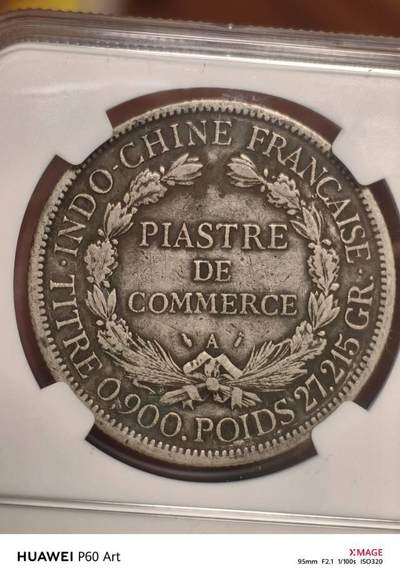 INDO-CHINE FRANÇAISE
PIASTRE
DE
COMMERCE
A
TITRE 0,900. POIDS 27,215 GR.
HUAWEI P60 Art
XMAGE
95mm F2.1 1/100s ISO320